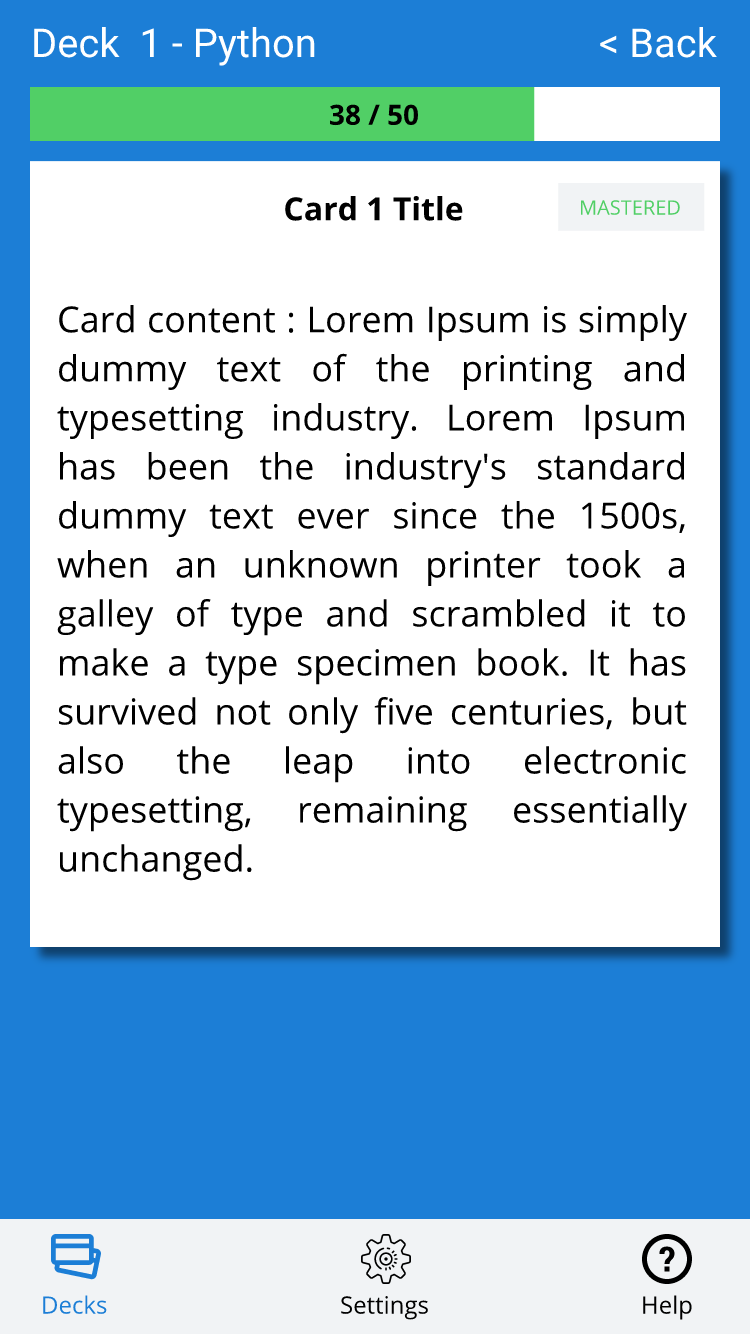 Deck 1 - Python
< Back
38 / 50
Card 1 Title
MASTERED
Card content : Lorem Ipsum is simply
dummy text of the printing and
typesetting industry. Lorem Ipsum
has been the industry's standard
dummy text ever since the 1500s,
when an unknown printer took a
galley of type and scrambled it to
make a type specimen book. It has
survived not only five centuries, but
also the leap into electronic
typesetting, remaining essentially
unchanged.
Decks
Settings
?
Help